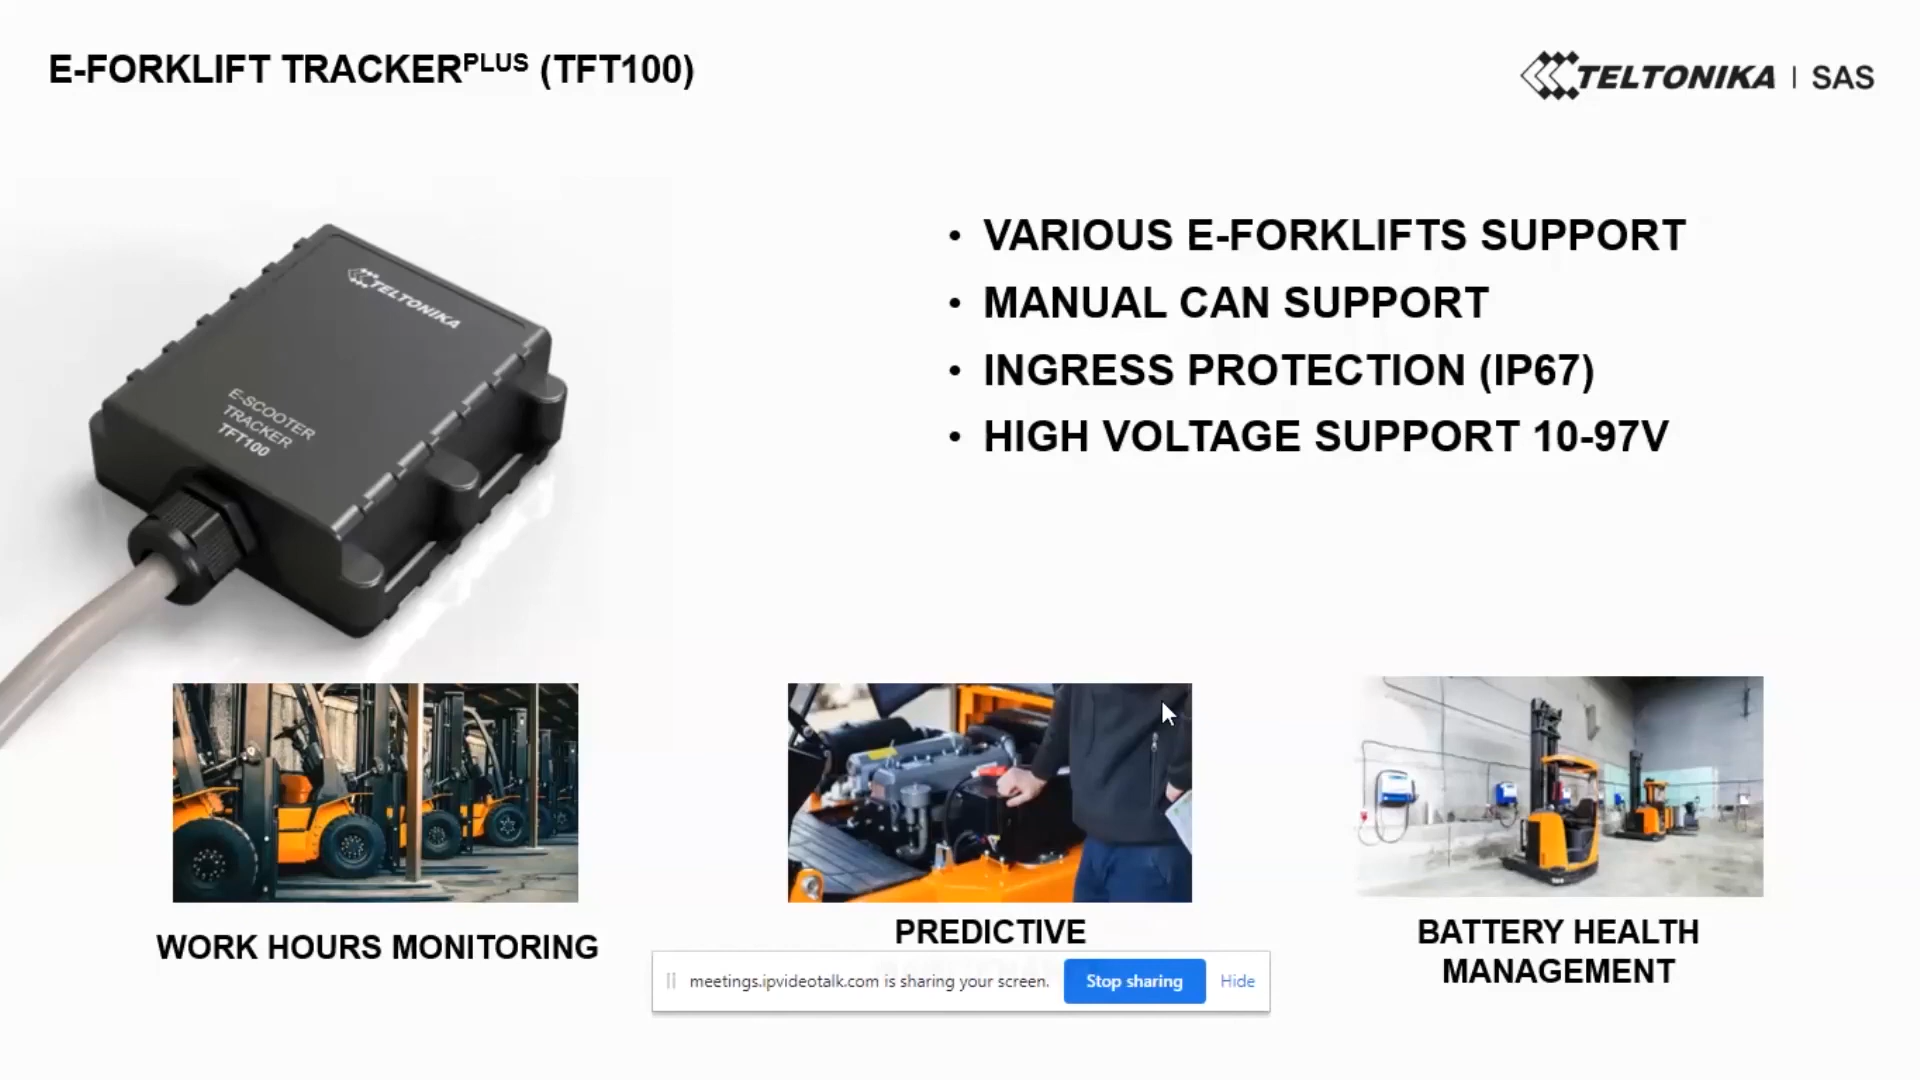 E-FORKLIFT TRACKERPLUS (TFT100)
TELTONIKA | SAS
TELTONIKA
E-SCOOTER
TRACKER
TFT100
• VARIOUS E-FORKLIFTS SUPPORT
• MANUAL CAN SUPPORT
• INGRESS PROTECTION (IP67)
• HIGH VOLTAGE SUPPORT 10-97V
WORK HOURS MONITORING
PREDICTIVE
BATTERY HEALTH
MANAGEMENT
meetings.ipvideotalk.com is sharing your screen.
Stop sharing
Hide